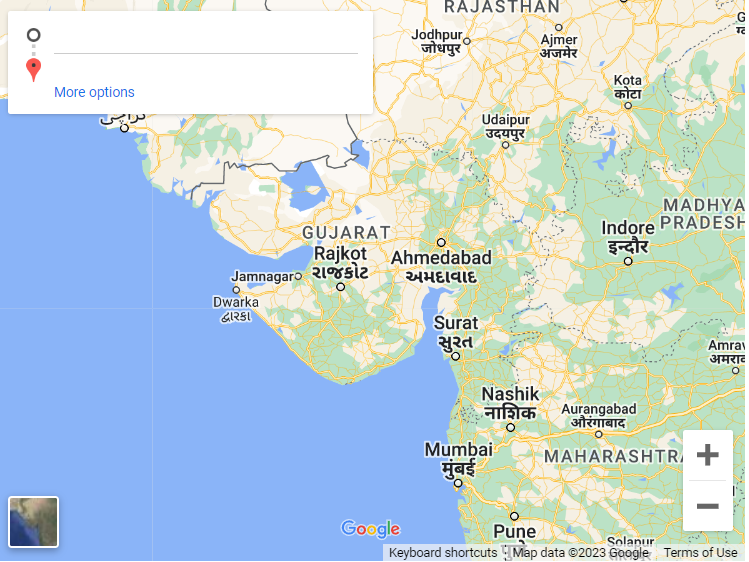 RAJASTHAN
Jodhpur
जोधपुर
Ajmer
अजमेर
More options
Kota
कोटा
Udaipur
उदयपुर
MADHYA
PRADESH
GUJARAT
Indore
इन्दौर
Rajkot
રાજકોટ
Ahmedabad
અમદાવાદ
Jamnagar
Dwarka
દ્વારકા
Surat
સુરત
Amrav
अमराव
Nashik
नाशिक
Aurangabad
औरंगाबाद
Mumbai
मुंबई
MAHARASHTRA
Google
Pune
Solapur
Keyboard shortcuts
Map data ©2023 Google
Terms of Use